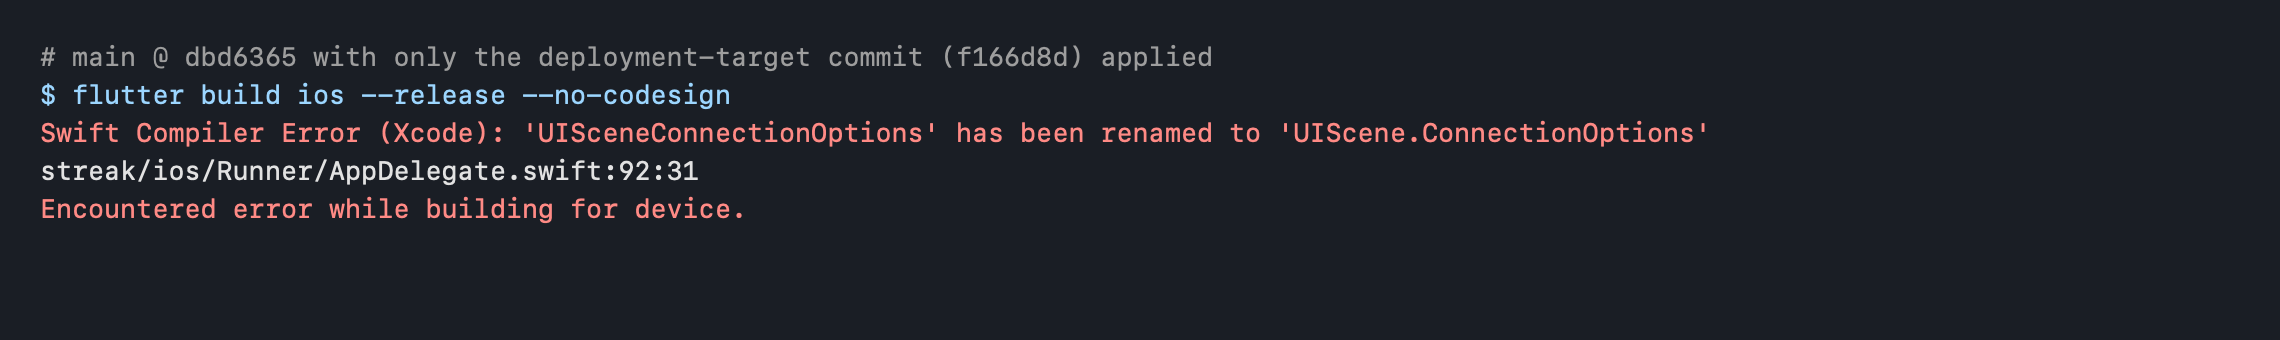 # main @ dbd6365 with only the deployment-target commit (f166d8d) applied
$ flutter build ios --release --no-codesign
Swift Compiler Error (Xcode): 'UISceneConnectionOptions' has been renamed to 'UIScene.ConnectionOptions'
streak/ios/Runner/AppDelegate.swift:92:31
Encountered error while building for device.